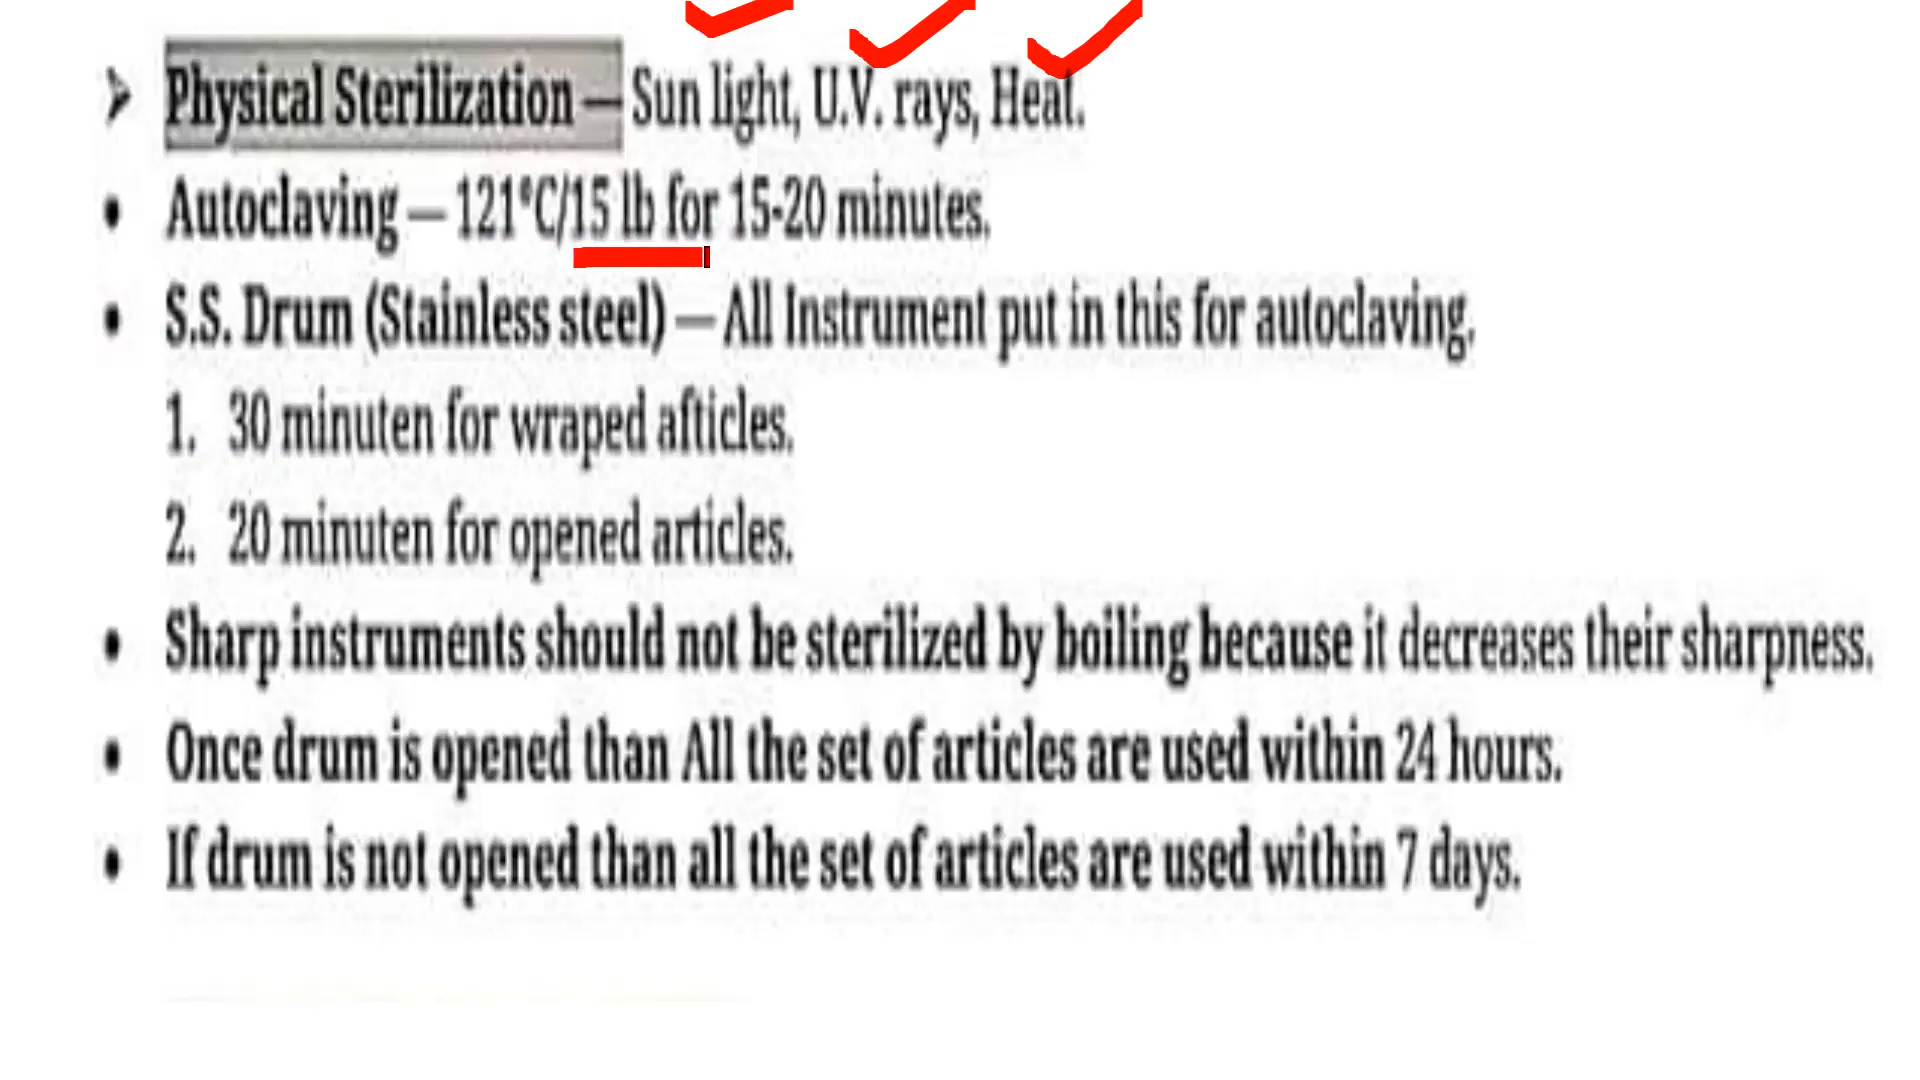 ➤ Physical Sterilization — Sun light, U.V. rays, Heat.
• Autoclaving — 121°C/15 lb for 15-20 minutes.
• S.S. Drum (Stainless steel) — All Instrument put in this for autoclaving.
1. 30 minuten for wraped afticles.
2. 20 minuten for opened articles.
• Sharp instruments should not be sterilized by boiling because it decreases their sharpness.
• Once drum is opened than All the set of articles are used within 24 hours.
• If drum is not opened than all the set of articles are used within 7 days.